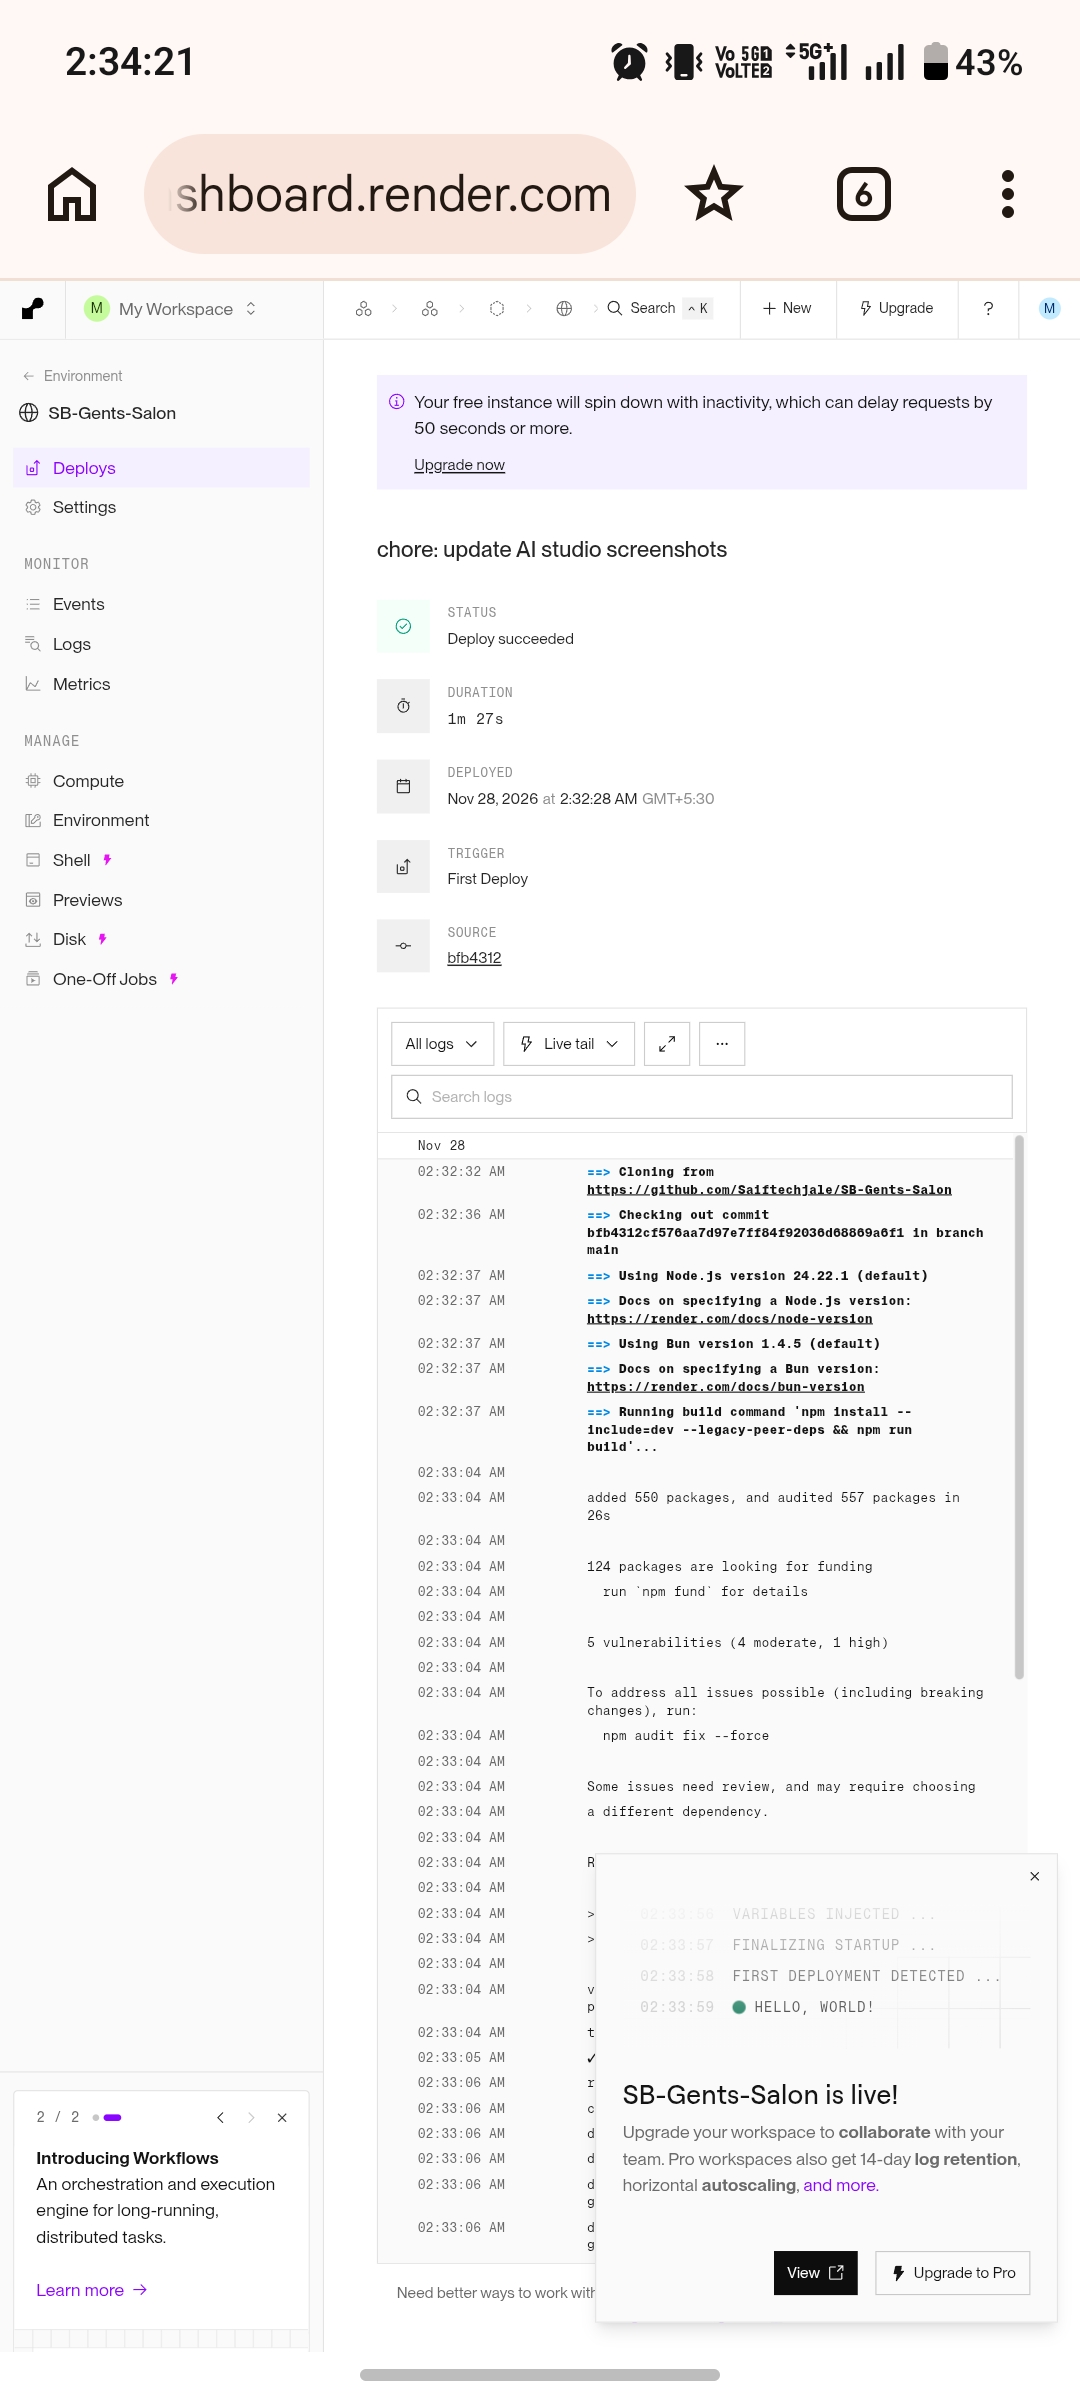 2:34:21
Vo 5G 1
VoLTE 2
5G+
43%
shboard.render.com
6
M My Workspace
Search ^ K
New
Upgrade
?
M
Environment
SB-Gents-Salon
Deploys
Settings
MONITOR
Events
Logs
Metrics
MANAGE
Compute
Environment
Shell
Previews
Disk
One-Off Jobs
2 / 2
Introducing Workflows
An orchestration and execution
engine for long-running,
distributed tasks.
Learn more →
Your free instance will spin down with inactivity, which can delay requests by
50 seconds or more.
Upgrade now
chore: update AI studio screenshots
STATUS
Deploy succeeded
DURATION
1m 27s
DEPLOYED
Nov 28, 2026 at 2:32:28 AM GMT+5:30
TRIGGER
First Deploy
SOURCE
bfb4312
All logs
Live tail
...
Search logs
Nov 28
02:32:32 AM ==> Cloning from
https://github.com/Saiftechjale/SB-Gents-Salon
02:32:36 AM ==> Checking out commit
bfb4312cf576aa7d97e7ff84f92036d68869a6f1 in branch
main
02:32:37 AM ==> Using Node.js version 24.22.1 (default)
02:32:37 AM ==> Docs on specifying a Node.js version:
https://render.com/docs/node-version
02:32:37 AM ==> Using Bun version 1.4.5 (default)
02:32:37 AM ==> Docs on specifying a Bun version:
https://render.com/docs/bun-version
02:32:37 AM ==> Running build command 'npm install --
include=dev --legacy-peer-deps && npm run
build'...
02:33:04 AM
02:33:04 AM added 550 packages, and audited 557 packages in
26s
02:33:04 AM
02:33:04 AM 124 packages are looking for funding
02:33:04 AM run `npm fund` for details
02:33:04 AM
02:33:04 AM 5 vulnerabilities (4 moderate, 1 high)
02:33:04 AM
02:33:04 AM To address all issues possible (including breaking
changes), run:
02:33:04 AM npm audit fix --force
02:33:04 AM
02:33:04 AM Some issues need review, and may require choosing
02:33:04 AM a different dependency.
02:33:04 AM
02:33:04 AM R
02:33:04 AM
02:33:04 AM >
02:33:04 AM >
02:33:04 AM
02:33:04 AM v
p
02:33:04 AM t
02:33:05 AM ✓
02:33:06 AM r
02:33:06 AM c
02:33:06 AM d
02:33:06 AM d
02:33:06 AM d
g
02:33:06 AM d
g
Need better ways to work with
02:33:56 VARIABLES INJECTED ...
02:33:57 FINALIZING STARTUP ...
02:33:58 FIRST DEPLOYMENT DETECTED ...
02:33:59 HELLO, WORLD!
SB-Gents-Salon is live!
Upgrade your workspace to collaborate with your
team. Pro workspaces also get 14-day log retention,
horizontal autoscaling, and more.
View
Upgrade to Pro